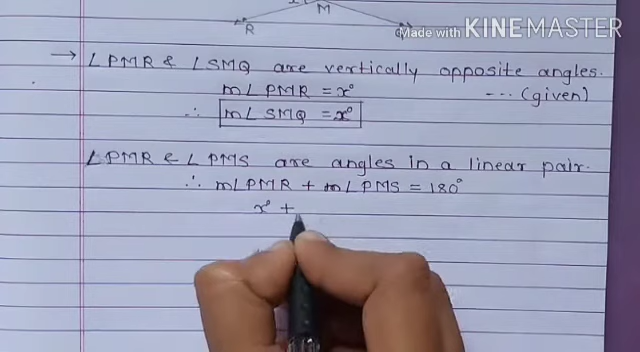 M
R
Made with KINEMASTER
→ ∠PMR & ∠SMQ are vertically opposite angles.
m∠PMR = x° --- (given)
∴ m∠SMQ = x°
∠PMR & ∠PMS are angles in a linear pair.
∴ m∠PMR + m∠PMS = 180°
x° +